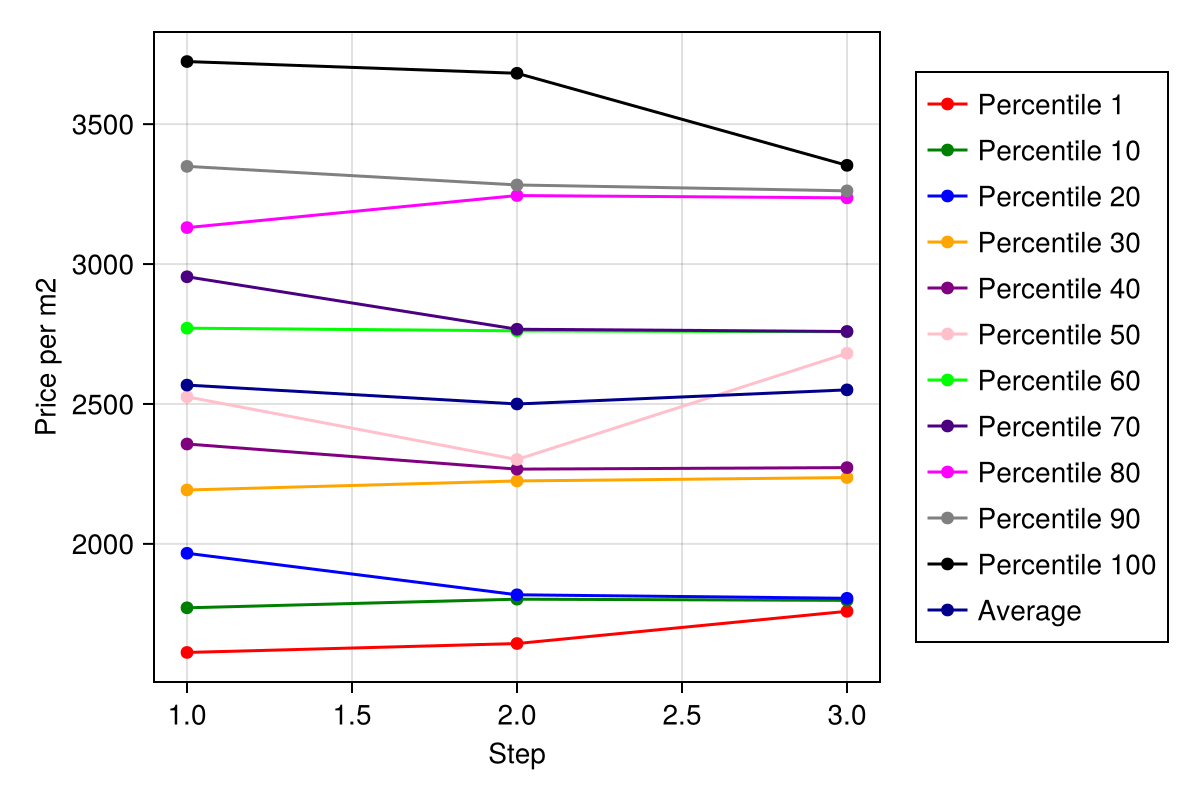 3500
3000
2500
2000
Price per m2
1.0 1.5 2.0 2.5 3.0
Step
Percentile 1
Percentile 10
Percentile 20
Percentile 30
Percentile 40
Percentile 50
Percentile 60
Percentile 70
Percentile 80
Percentile 90
Percentile 100
Average